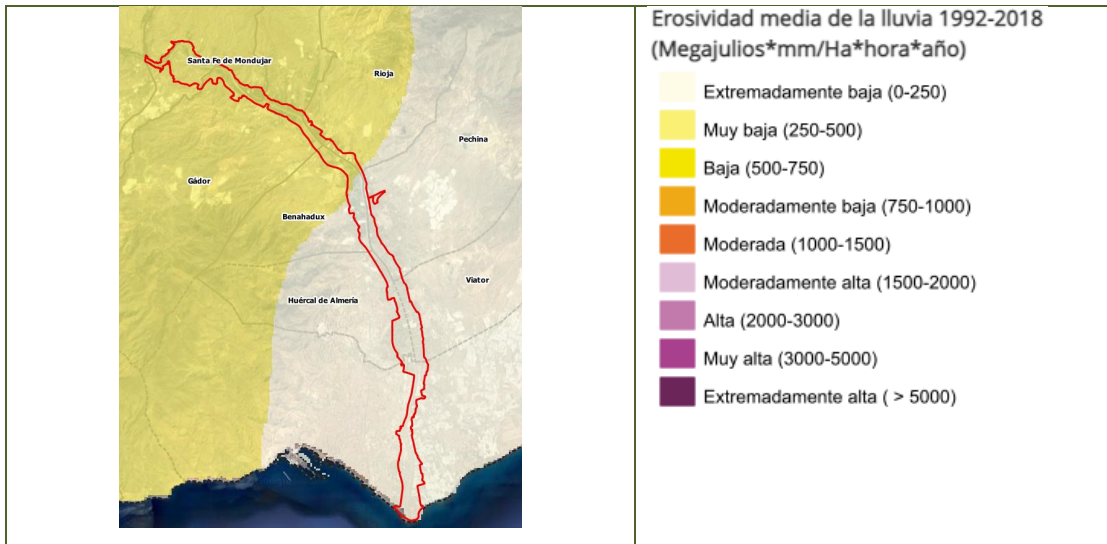 Santa Fe de Mondujar
Rioja
Pechina
Gádor
Benahadux
Viator
Huércal de Almería
Erosividad media de la lluvia 1992-2018
(Megajulios*mm/Ha*hora*año)
Extremadamente baja (0-250)
Muy baja (250-500)
Baja (500-750)
Moderadamente baja (750-1000)
Moderada (1000-1500)
Moderadamente alta (1500-2000)
Alta (2000-3000)
Muy alta (3000-5000)
Extremadamente alta ( > 5000)